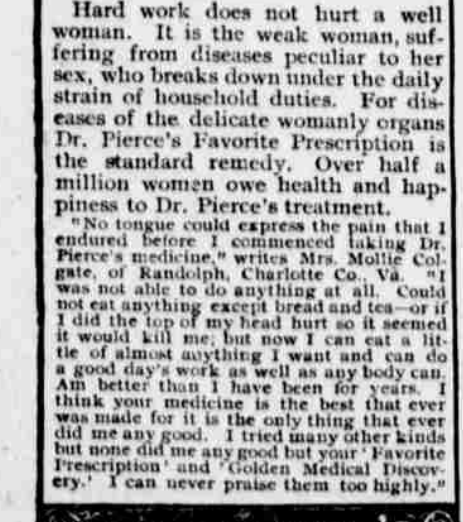 Hard work does not hurt a well
woman. It is the weak woman, suf-
fering from diseases peculiar to her
sex, who breaks down under the daily
strain of household duties. For dis-
eases of the delicate womanly organs
Dr. Pierce's Favorite Prescription is
the standard remedy. Over half a
million women owe health and hap-
piness to Dr. Pierce's treatment.
"No tongue could express the pain that I
endured before I commenced taking Dr.
Pierce's medicine," writes Mrs. Mollie Col-
gate, of Randolph, Charlotte Co., Va. "I
was not able to do anything at all. Could
not eat anything except bread and tea—or if
I did the top of my head hurt so it seemed
it would kill me; but now I can eat a lit-
tle of almost anything I want and can do
a good day's work as well as any body can.
Am better than I have been for years. I
think your medicine is the best that ever
was made for it is the only thing that ever
did me any good. I tried many other kinds
but none did me any good but your 'Favorite
Prescription' and 'Golden Medical Discov-
ery.' I can never praise them too highly."